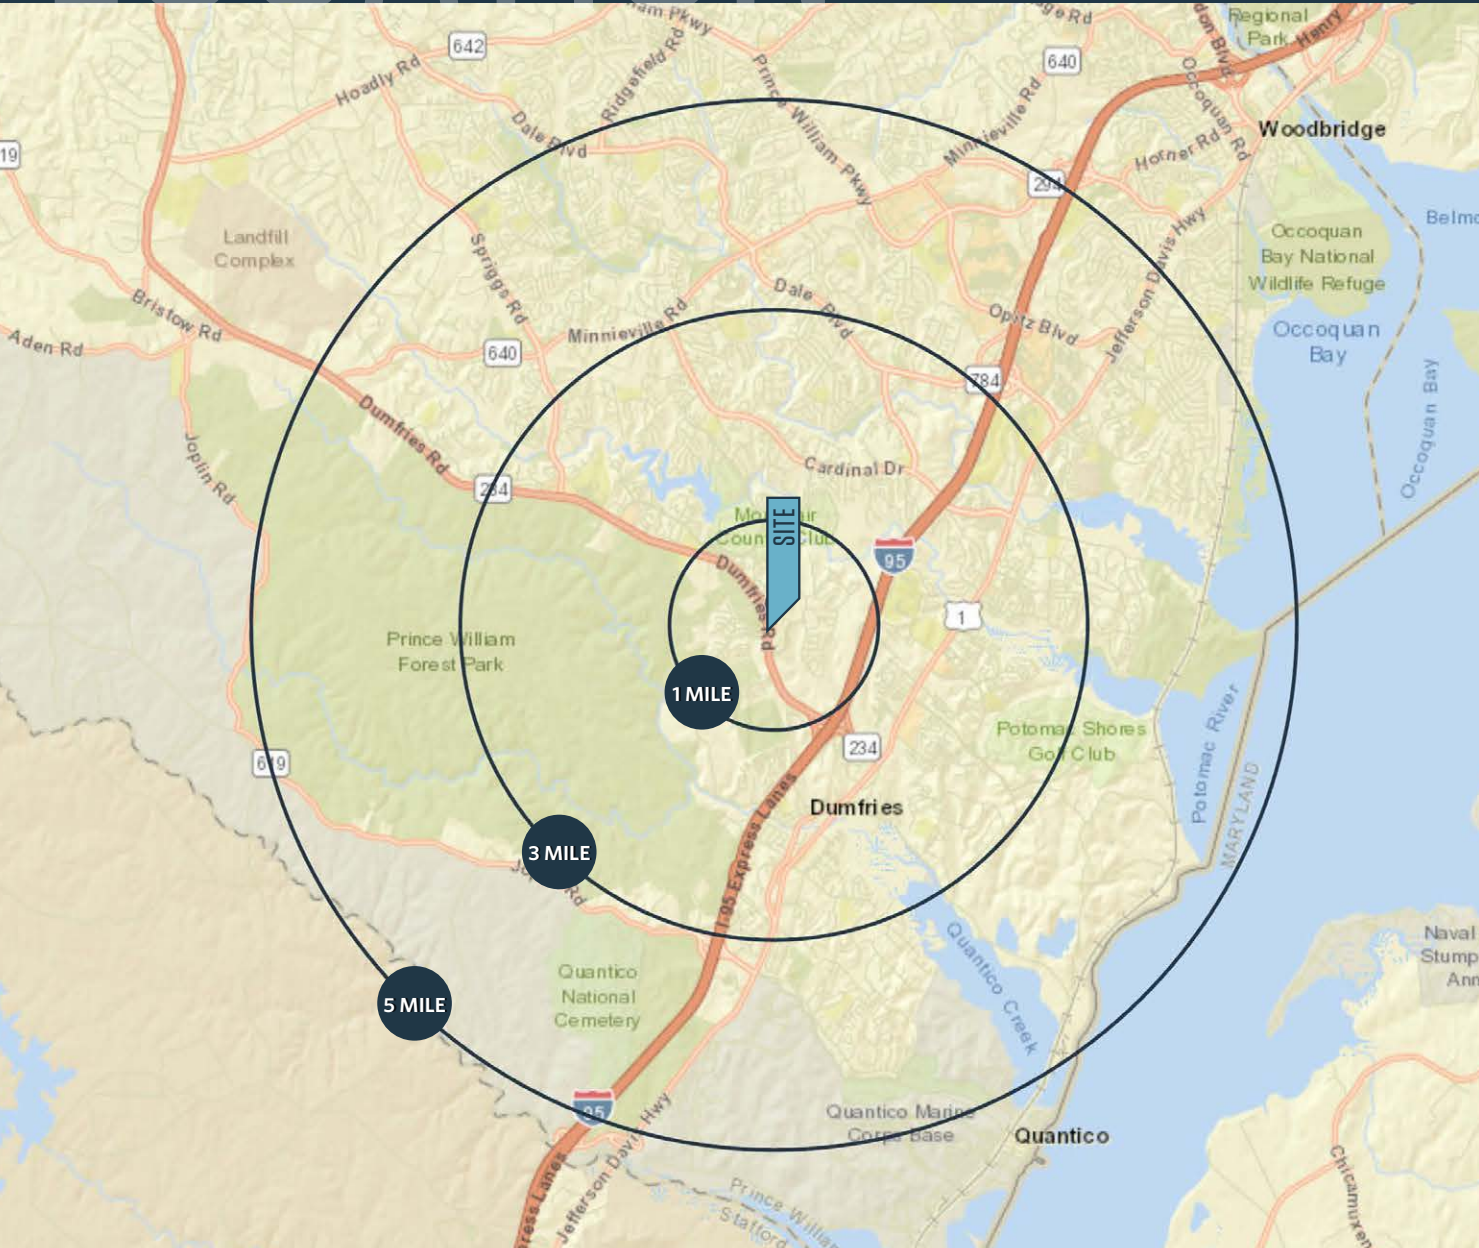 642
Hoadly Rd
Ridgefield Rd
Dale Blvd
Prince William Pkwy
640
Minnieville Rd
Regional
Park
Henry
Occoquan Rd
Woodbridge
Horner Rd
294
19
Landfill
Complex
Bristow Rd
Aden Rd
Spriggs Rd
Dale Blvd
Minnieville Rd
640
Opitz Blvd
Jefferson Davis Hwy
784
Occoquan
Bay National
Wildlife Refuge
Occoquan
Bay
Occoquan Bay
Dumfries Rd
234
Joplin Rd
Cardinal Dr
SITE
95
Dumfries Rd
1
Prince William
Forest Park
1 MILE
234
Potomac Shores
Golf Club
Potomac River
MARYLAND
619
Dumfries
I-95 Express Lanes
3 MILE
Joplin Rd
Quantico Creek
Naval
Quantico
National
Cemetery
5 MILE
95
Jefferson Davis Hwy
Quantico Marine
Corps Base
Quantico
Prince William
Stafford